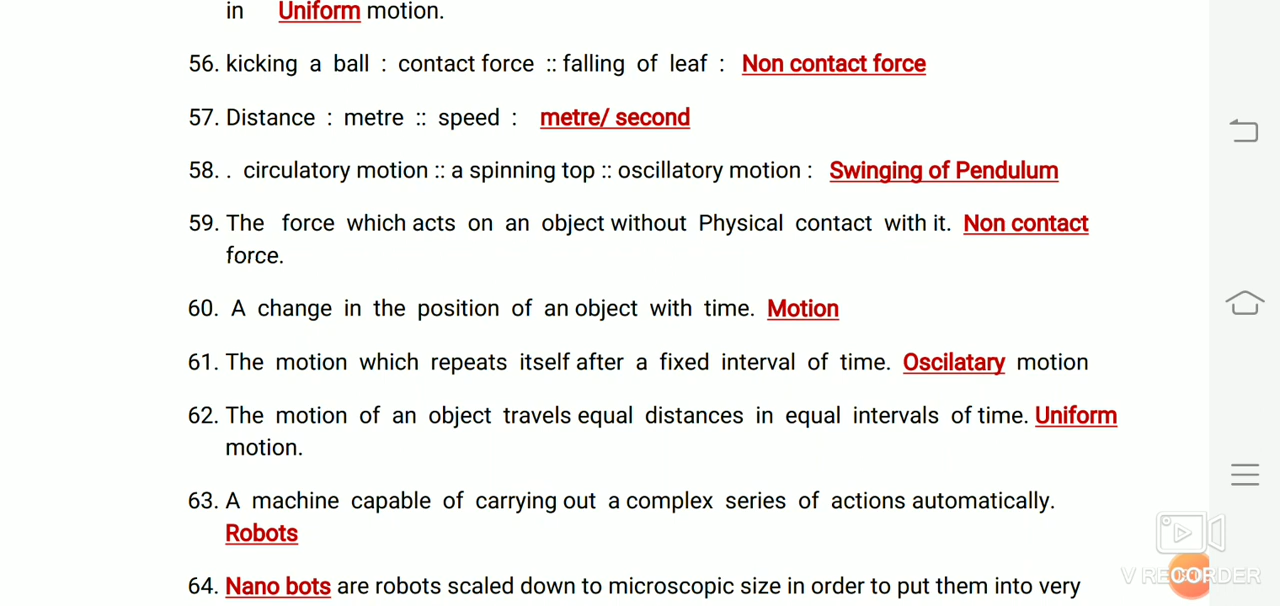 in Uniform motion.
56. kicking a ball : contact force :: falling of leaf : Non contact force
57. Distance : metre :: speed : metre/ second
58. . circulatory motion :: a spinning top :: oscillatory motion : Swinging of Pendulum
59. The force which acts on an object without Physical contact with it. Non contact
force.
60. A change in the position of an object with time. Motion
61. The motion which repeats itself after a fixed interval of time. Oscilatary motion
62. The motion of an object travels equal distances in equal intervals of time. Uniform
motion.
63. A machine capable of carrying out a complex series of actions automatically.
Robots
64. Nano bots are robots scaled down to microscopic size in order to put them into very